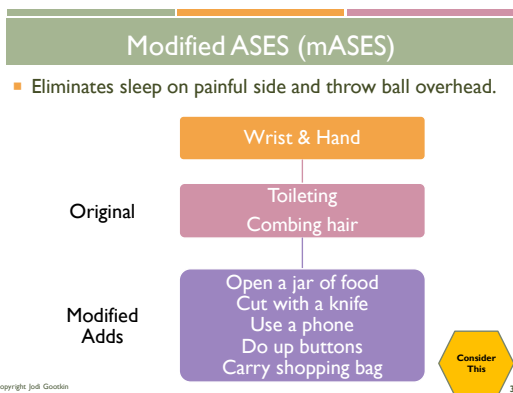 Modified ASES (mASES)
Eliminates sleep on painful side and throw ball overhead.
Wrist & Hand
Original
Toileting
Combing hair
Modified
Adds
Open a jar of food
Cut with a knife
Use a phone
Do up buttons
Carry shopping bag
Consider
This
opyright Jodi Gootkin
3